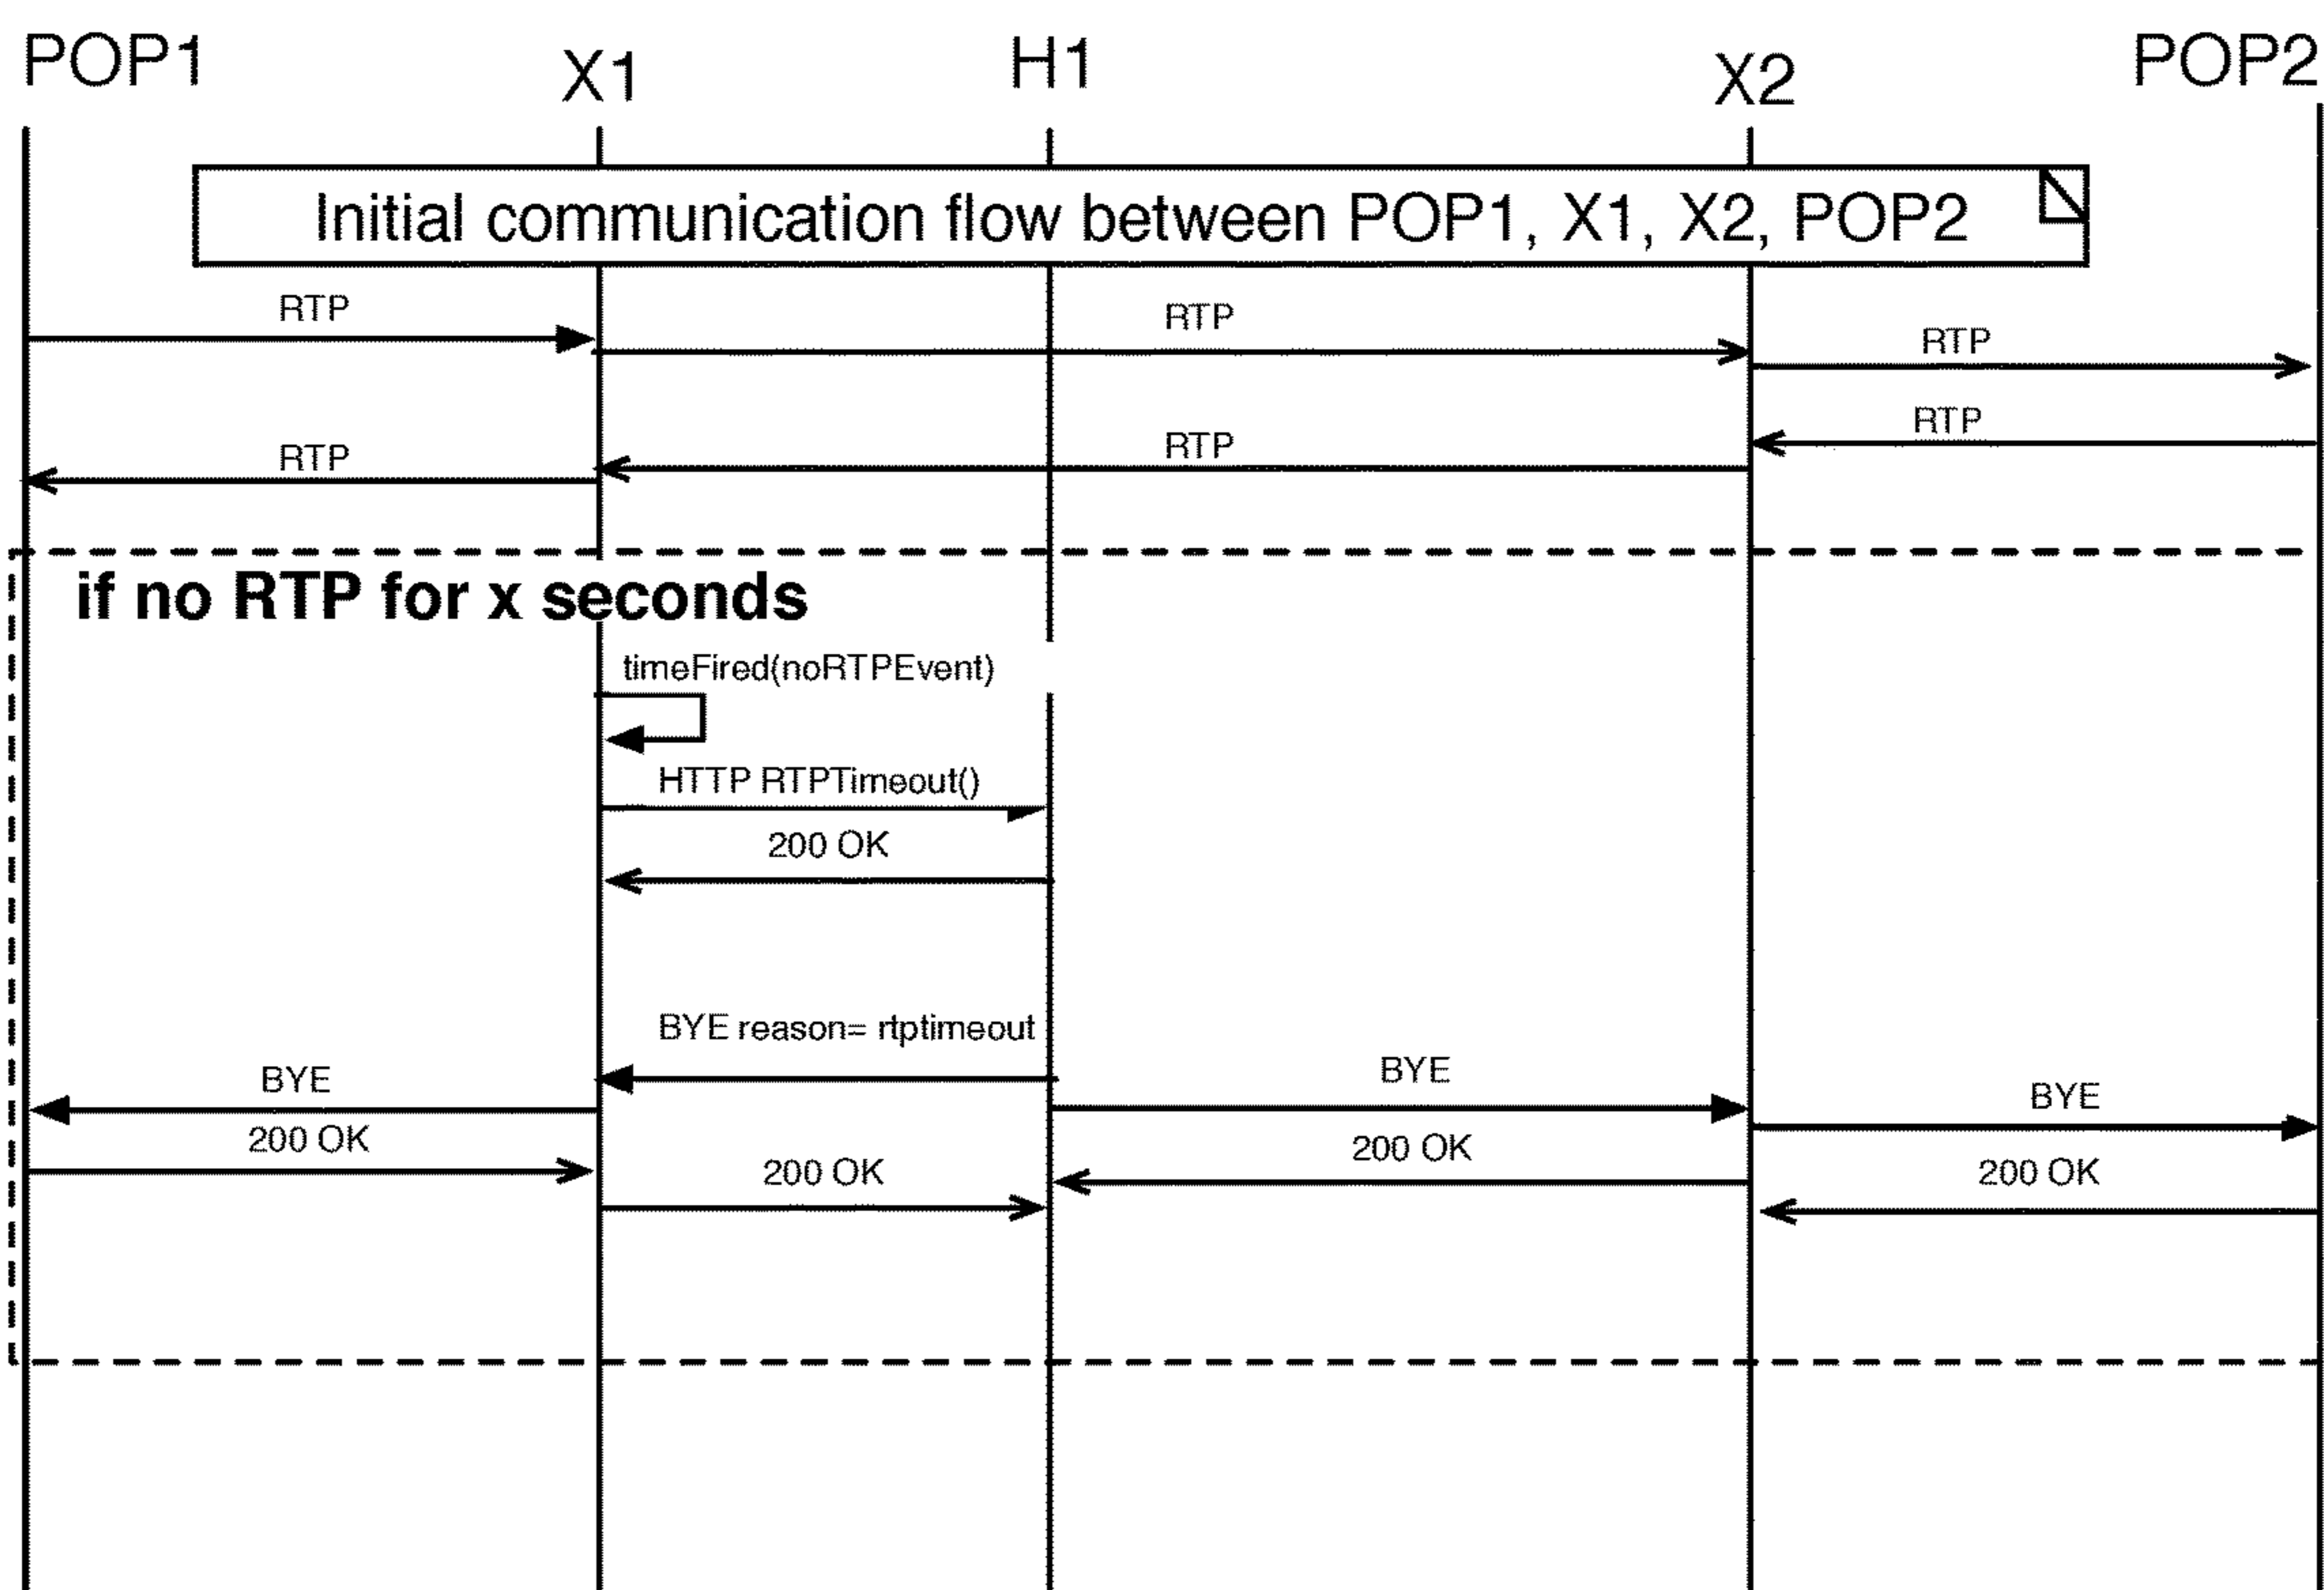 POP1
X1
H1
X2
POP2
Initial communication flow between POP1, X1, X2, POP2
RTP
RTP
RTP
RTP
RTP
RTP
if no RTP for x seconds
timeFired(noRTPEvent)
HTTP RTPTimeout()
200 OK
BYE reason= rtptimeout
BYE
BYE
BYE
200 OK
200 OK
200 OK
200 OK